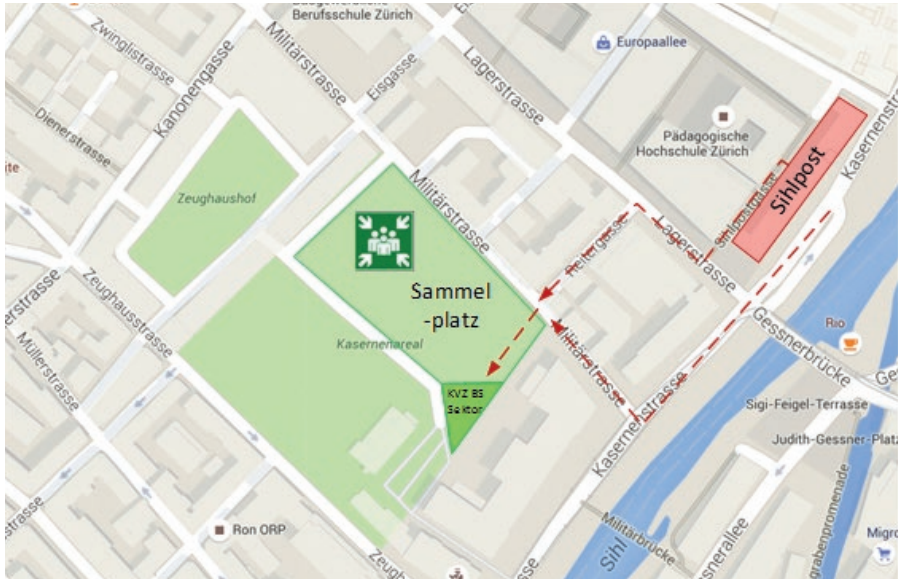 Berufsschule Zürich
Zwinglistrasse
Kanonengasse
Militärstrasse
Eisgasse
Lagerstrasse
Europaallee
Dienerstrasse
Pädagogische
Hochschule Zürich
Sihlpost
Kasernenstra
Zeughaushof
Militärstrasse
Sihlpostgasse
Reitergasse
Lagerstrasse
Sammel
-platz
Zeughausstrasse
Müllerstrasse
Kasernenareal
Militärstrasse
Gessnerbrücke
Rio
KVZ BS
Sektor
Kasernenstrasse
Sigi-Feigel-Terrasse
Judith-Gessner-Platz
Ron ORP
Militärbrücke
Sihl
Migro